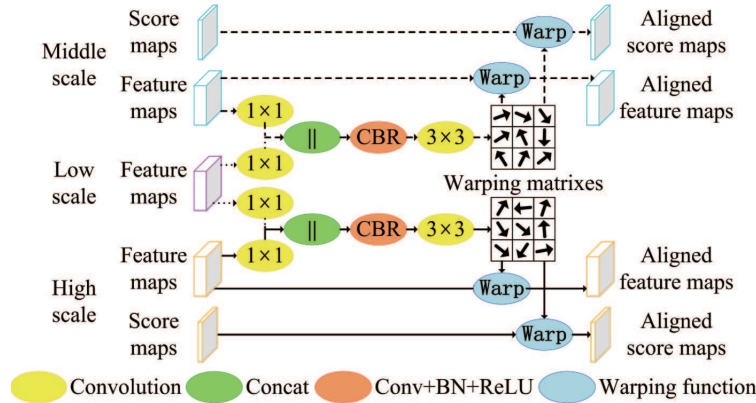 Score maps
Warp
Aligned score maps
Middle scale
Feature maps
Warp
Aligned feature maps
1×1
||
CBR
3×3
Low scale
Feature maps
1×1
1×1
Warping matrixes
||
CBR
3×3
Feature maps
1×1
Aligned feature maps
High scale
Warp
Score maps
Warp
Aligned score maps
Convolution
Concat
Conv+BN+ReLU
Warping function